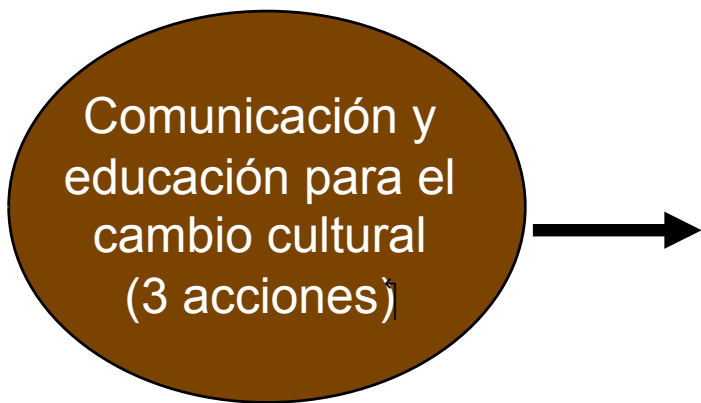 Comunicación y
educación para el
cambio cultural
(3 acciones)